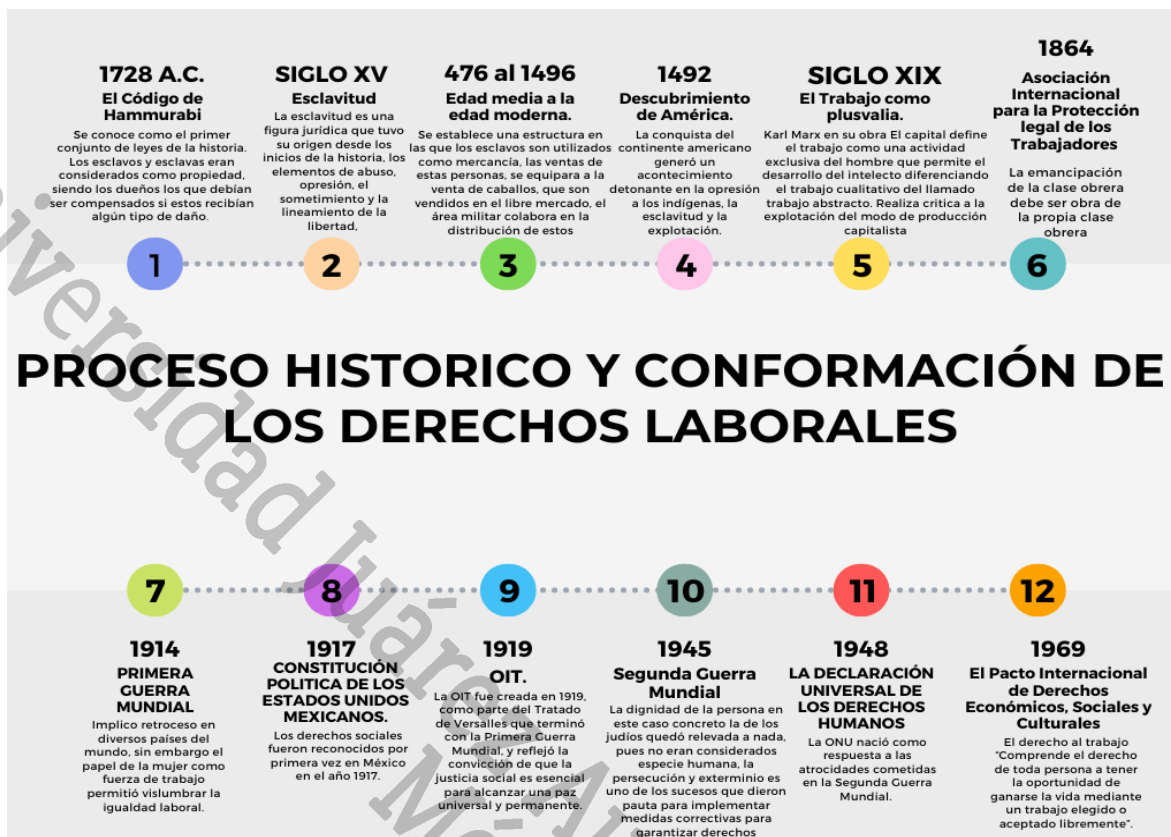 1728 A.C.
El Código de
Hammurabi
Se conoce como el primer
conjunto de leyes de la historia.
Los esclavos y esclavas eran
considerados como propiedad,
siendo los dueños los que debían
ser compensados si estos recibían
algún tipo de daño.
1
SIGLO XV
Esclavitud
La esclavitud es una
figura jurídica que tuvo
su origen desde los
inicios de la historia, los
elementos de abuso,
opresión, el
sometimiento y la
lineamiento de la
libertad,
2
476 al 1496
Edad media a la
edad moderna.
Se establece una estructura en
las que los esclavos son utilizados
como mercancía, las ventas de
estas personas, se equipara a la
venta de caballos, que son
vendidos en el libre mercado, el
área militar colabora en la
distribución de estos
3
1492
Descubrimiento
de América.
La conquista del
continente americano
generó un
acontecimiento
detonante en la opresión
a los indígenas, la
esclavitud y la
explotación.
4
SIGLO XIX
El Trabajo como
plusvalia.
Karl Marx en su obra El capital define
el trabajo como una actividad
exclusiva del hombre que permite el
desarrollo del intelecto diferenciando
el trabajo cualitativo del llamado
trabajo abstracto. Realiza critica a la
explotación del modo de producción
capitalista
5
1864
Asociación
Internacional
para la Protección
legal de los
Trabajadores
La emancipación
de la clase obrera
debe ser obra de
la propia clase
obrera
6
PROCESO HISTORICO Y CONFORMACIÓN DE
LOS DERECHOS LABORALES
7
1914
PRIMERA
GUERRA
MUNDIAL
Implico retroceso en
diversos países del
mundo, sin embargo el
papel de la mujer como
fuerza de trabajo
permitió vislumbrar la
igualdad laboral.
8
1917
CONSTITUCIÓN
POLITICA DE LOS
ESTADOS UNIDOS
MEXICANOS.
Los derechos sociales
fueron reconocidos por
primera vez en México
en el año 1917.
9
1919
OIT.
La OIT fue creada en 1919,
como parte del Tratado
de Versalles que terminó
con la Primera Guerra
Mundial, y reflejó la
convicción de que la
justicia social es esencial
para alcanzar una paz
universal y permanente.
10
1945
Segunda Guerra
Mundial
La dignidad de la persona en
este caso concreto la de los
judíos quedó relevada a nada,
pues no eran considerados
especie humana, la
persecución y exterminio es
uno de los sucesos que dieron
pauta para implementar
medidas correctivas para
garantizar derechos
11
1948
LA DECLARACIÓN
UNIVERSAL DE
LOS DERECHOS
HUMANOS
La ONU nació como
respuesta a las
atrocidades cometidas
en la Segunda Guerra
Mundial.
12
1969
El Pacto Internacional
de Derechos
Económicos, Sociales y
Culturales
El derecho al trabajo
"Comprende el derecho
de toda persona a tener
la oportunidad de
ganarse la vida mediante
un trabajo elegido o
aceptado libremente".
Juárez